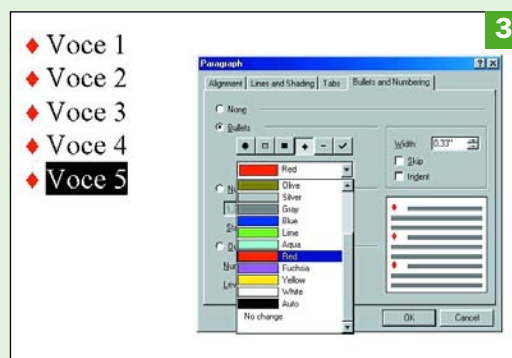 3
Voce 1
Voce 2
Voce 3
Voce 4
Voce 5
Paragraph
Alignment Lines and Shading Tabs Bullets and Numbering
None
Bullets
Red
Olive
Silver
Gray
Blue
Lime
Aqua
Red
Fuchsia
Yellow
White
Auto
No change
Width: 0.33"
Skip
Indent
OK Cancel